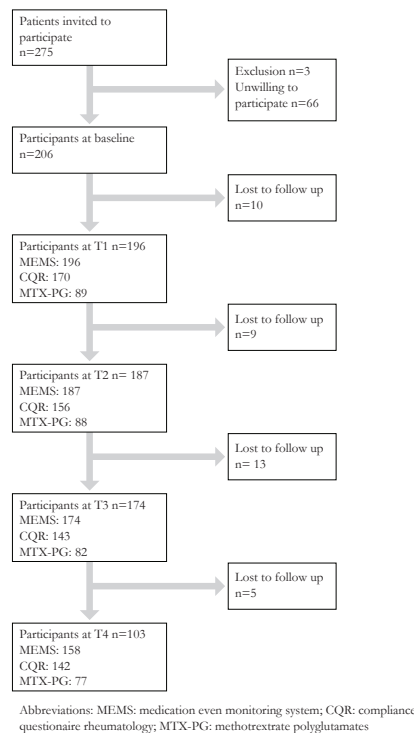 Patients invited to
participate
n=275
Exclusion n=3
Unwilling to
participate n=66
Participants at baseline
n=206
Lost to follow up
n=10
Participants at T1 n=196
MEMS: 196
CQR: 170
MTX-PG: 89
Lost to follow up
n=9
Participants at T2 n= 187
MEMS: 187
CQR: 156
MTX-PG: 88
Lost to follow up
n= 13
Participants at T3 n=174
MEMS: 174
CQR: 143
MTX-PG: 82
Lost to follow up
n=5
Participants at T4 n=103
MEMS: 158
CQR: 142
MTX-PG: 77
Abbreviations: MEMS: medication even monitoring system; CQR: compliance
questionaire rheumatology; MTX-PG: methotrextrate polyglutamates